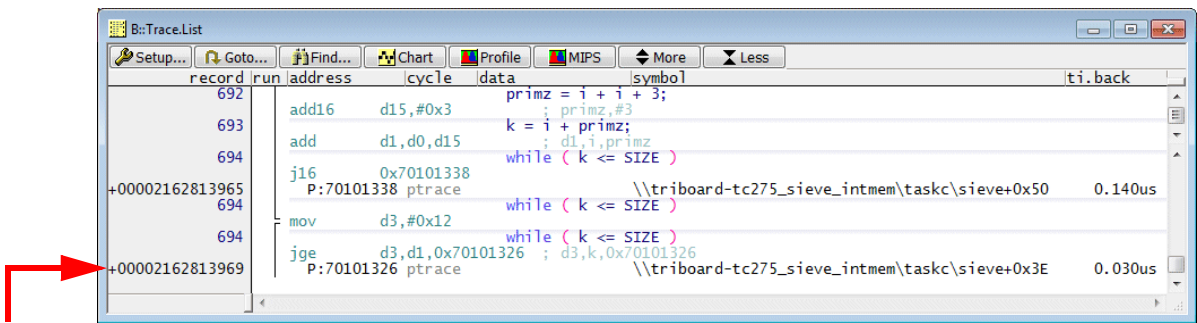 B::Trace.List
Setup... Goto... Find... Chart Profile MIPS More Less
record run address cycle data symbol ti.back
692 primz = i + i + 3;
add16 d15,#0x3 ; primz,#3
693 k = i + primz;
add d1,d0,d15 ; d1,i,primz
694 while ( k <= SIZE )
j16 0x70101338
+00002162813965 P:70101338 ptrace \\triboard-tc275_sieve_intmem\taskc\sieve+0x50 0.140us
694 while ( k <= SIZE )
mov d3,#0x12
694 while ( k <= SIZE )
jge d3,d1,0x70101326 ; d3,k,0x70101326
+00002162813969 P:70101326 ptrace \\triboard-tc275_sieve_intmem\taskc\sieve+0x3E 0.030us